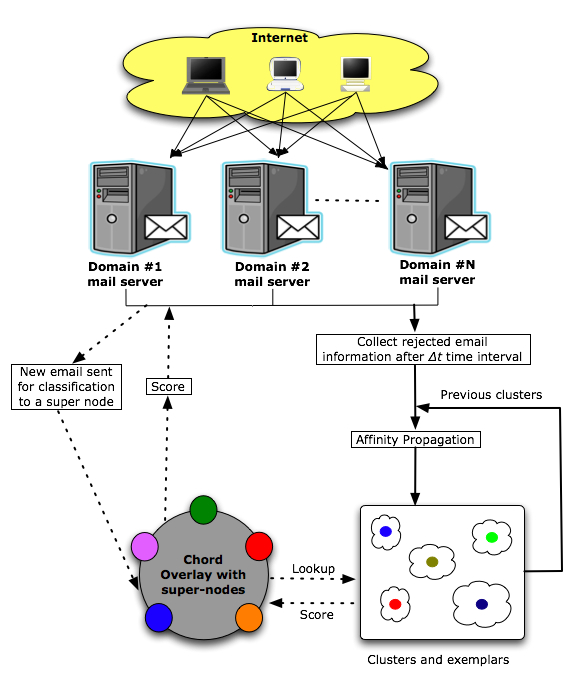 Internet
Domain #1
mail server
Domain #2
mail server
Domain #N
mail server
Collect rejected email
information after Δt time interval
New email sent
for classification
to a super node
Score
Previous clusters
Affinity Propagation
Chord
Overlay with
super-nodes
Lookup
Score
Clusters and exemplars